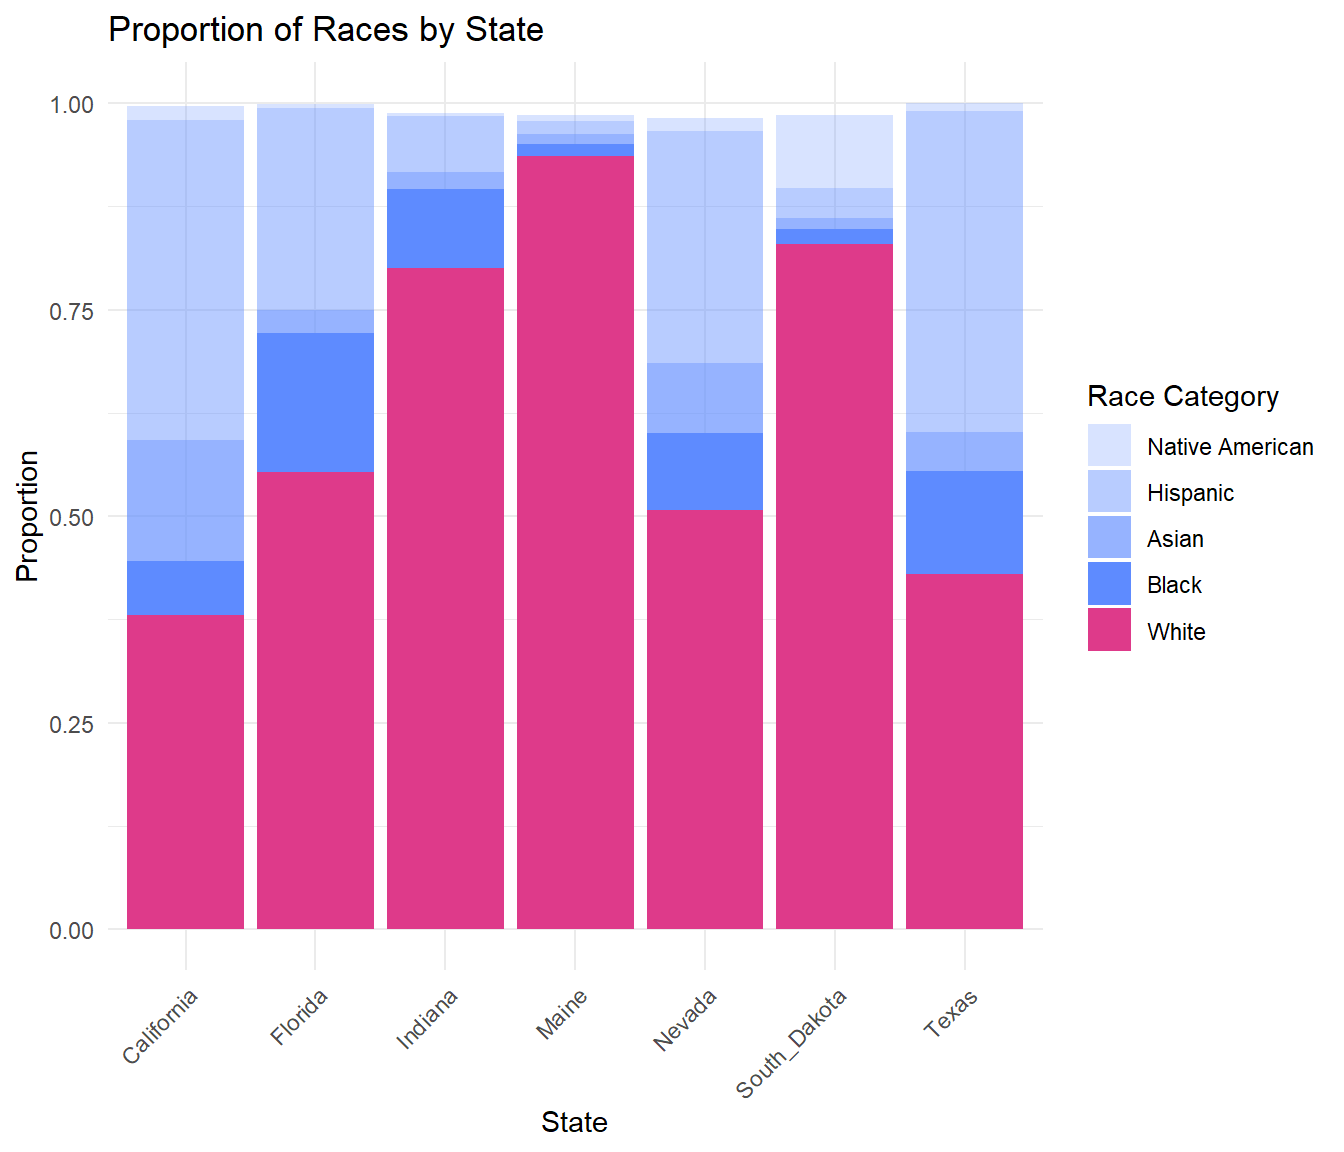 Proportion of Races by State
1.00
0.75
0.50
0.25
0.00
Proportion
California
Florida
Indiana
Maine
Nevada
South_Dakota
Texas
State
Race Category
Native American
Hispanic
Asian
Black
White